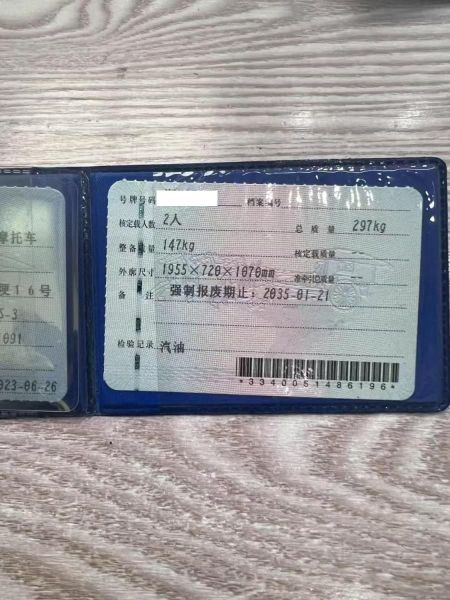 号牌号码 档案编号
核定载人数 2人 总质量 297kg
整备质量 147kg 核定载质量 --
外廓尺寸 1955×720×1070mm 准牵引总质量 --
备注 强制报废期止：2035-01-21
检验记录 汽油
*3340051486196*
摩托车
16号
-3
1091
2023-06-26